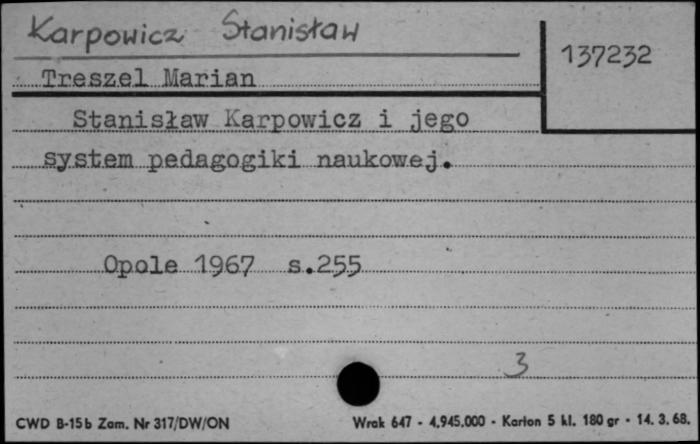 Karpowicz Stanisław
137232
Treszel Marian
Stanisław Karpowicz i jego
system pedagogiki naukowej.
Opole 1967 s.255
3
CWD B-15b Zam. Nr 317/DW/ON Wrak 647 - 4.945.000 - Karton 5 kl. 180 gr - 14. 3. 68.